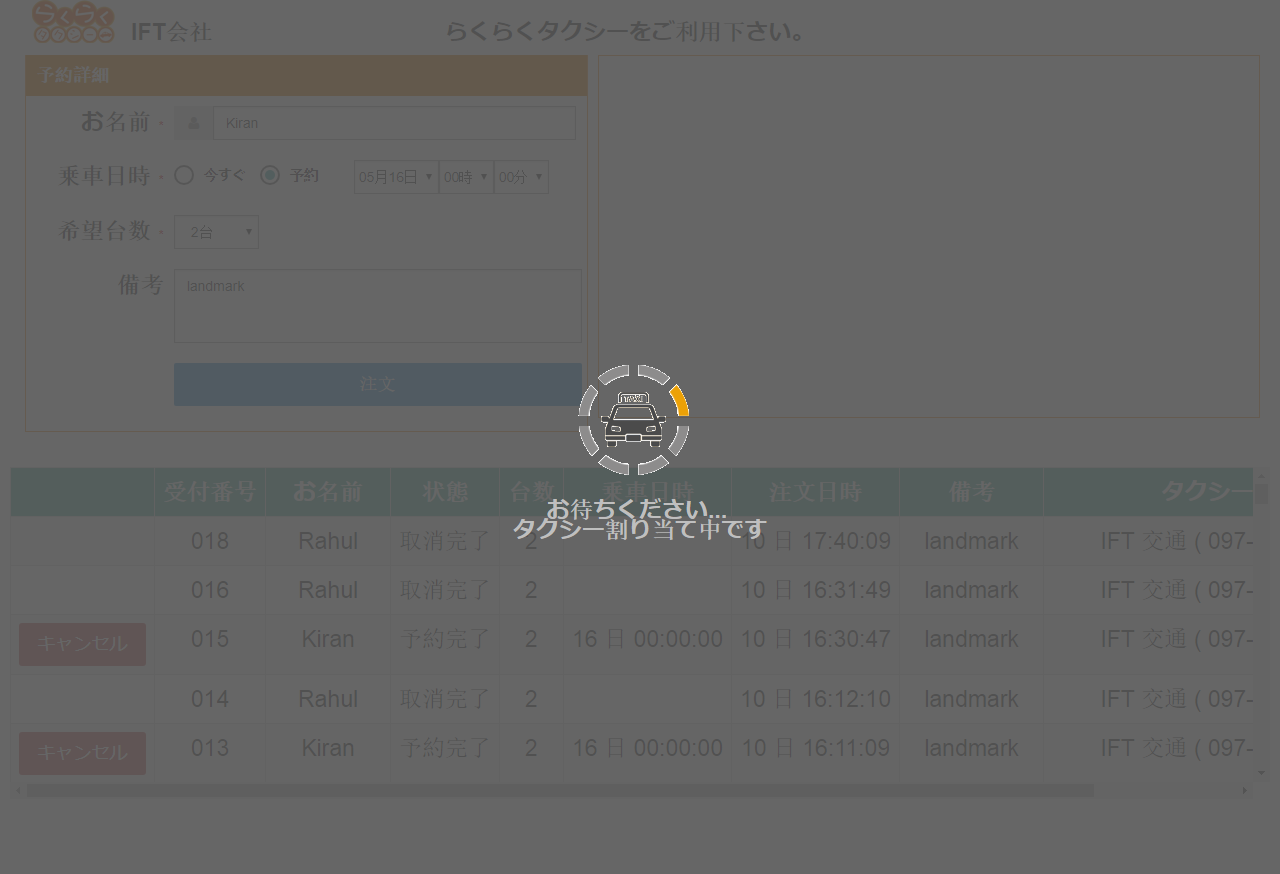 らくらく
IFT会社
らくらくタクシーをご利用下さい。
予約詳細
お名前 * Kiran
乗車日時 * 今すぐ 予約 05月16日 00時 00分
希望台数 * 2台
備考 landmark
注文
TAXI
お待ちください...
タクシー割り当て中です
受付番号 お名前 状態 台数 乗車日時 注文日時 備考 タクシー
018 Rahul 取消完了 2 10 日 17:40:09 landmark IFT 交通 ( 097-
016 Rahul 取消完了 2 10 日 16:31:49 landmark IFT 交通 ( 097-
キャンセル 015 Kiran 予約完了 2 16 日 00:00:00 10 日 16:30:47 landmark IFT 交通 ( 097-
014 Rahul 取消完了 2 10 日 16:12:10 landmark IFT 交通 ( 097-
キャンセル 013 Kiran 予約完了 2 16 日 00:00:00 10 日 16:11:09 landmark IFT 交通 ( 097-